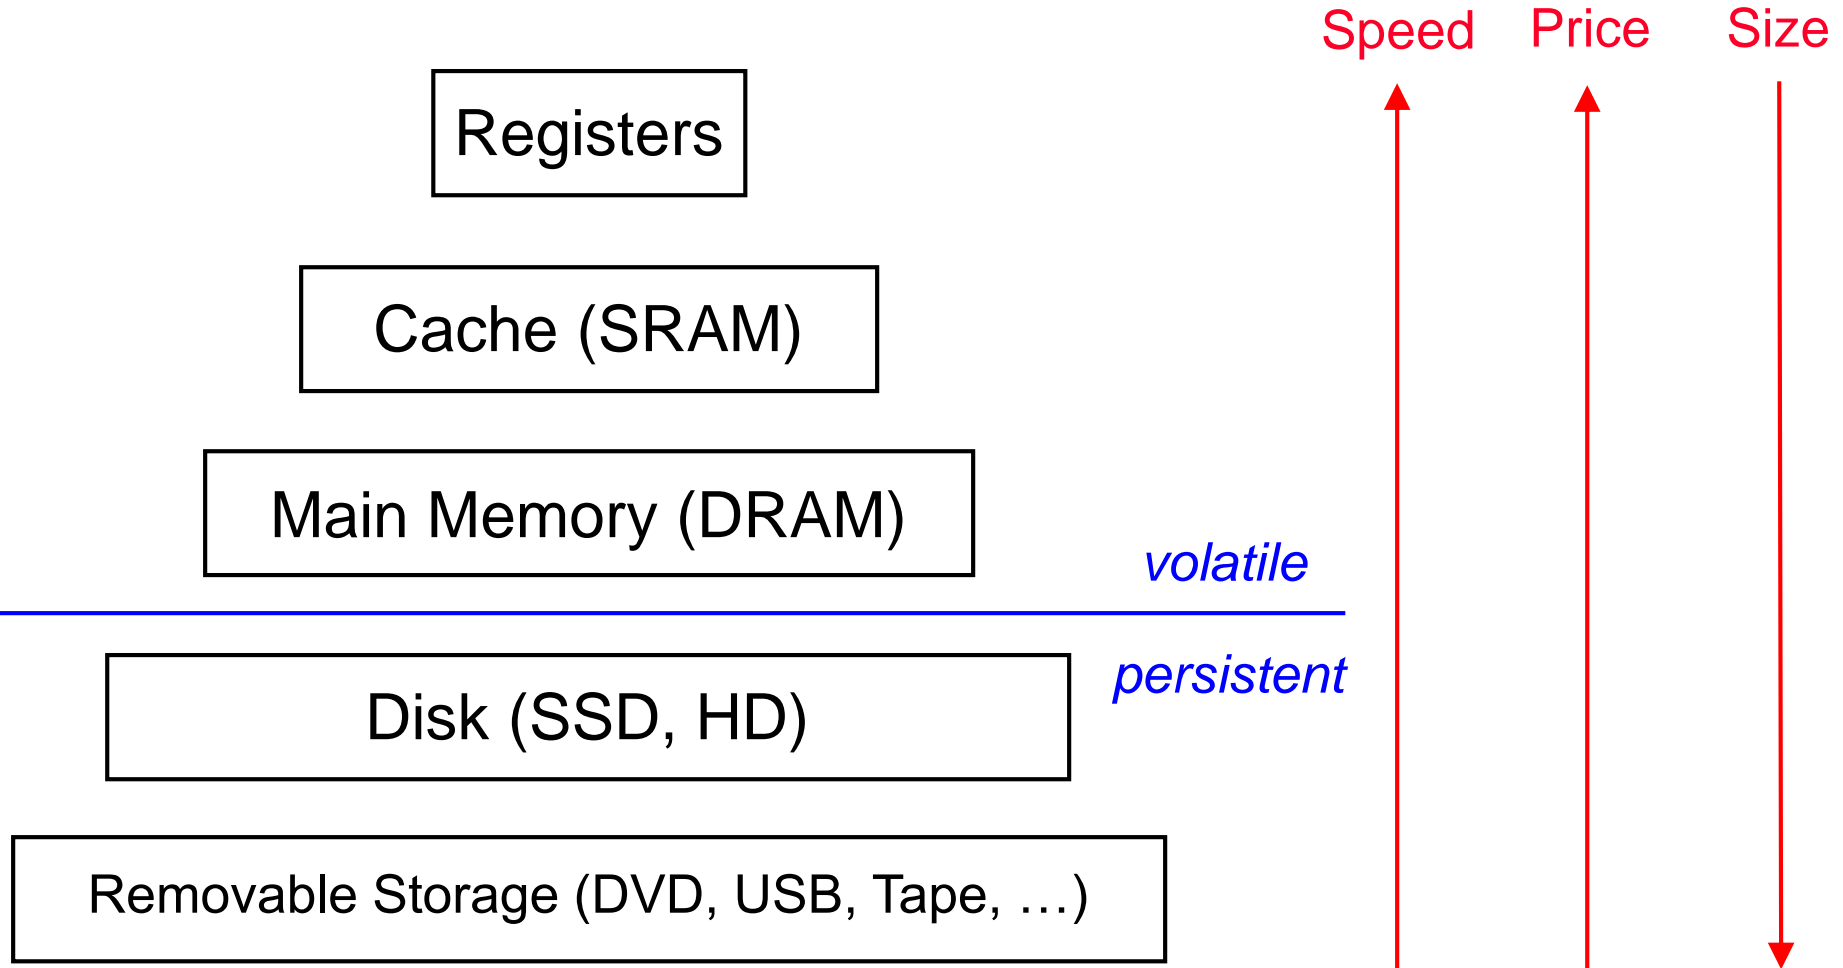 Speed Price Size
Registers
Cache (SRAM)
Main Memory (DRAM)
volatile
persistent
Disk (SSD, HD)
Removable Storage (DVD, USB, Tape, …)